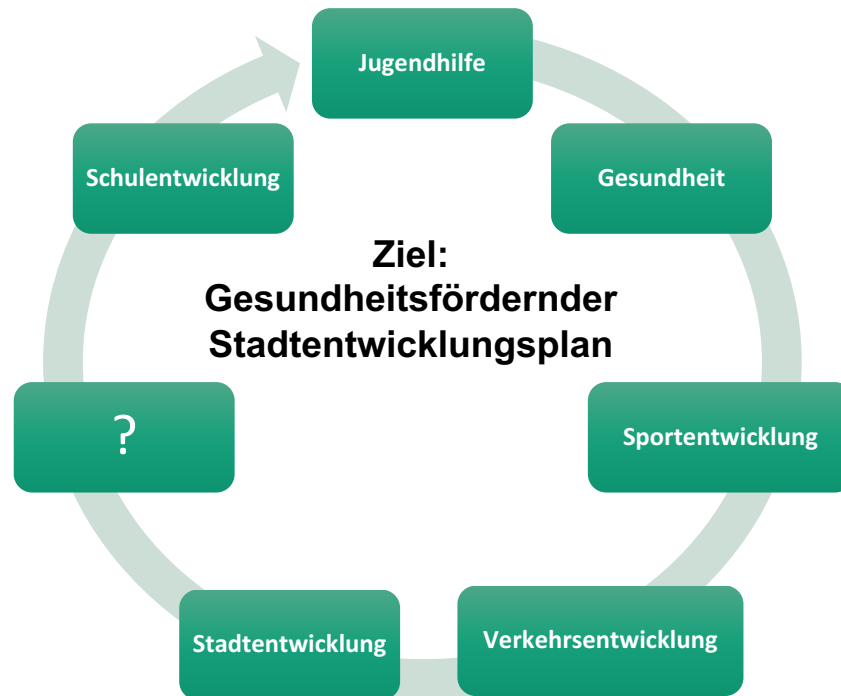 Jugendhilfe
Gesundheit
Sportentwicklung
Verkehrsentwicklung
Stadtentwicklung
?
Schulentwicklung
Ziel:
Gesundheitsfördernder
Stadtentwicklungsplan